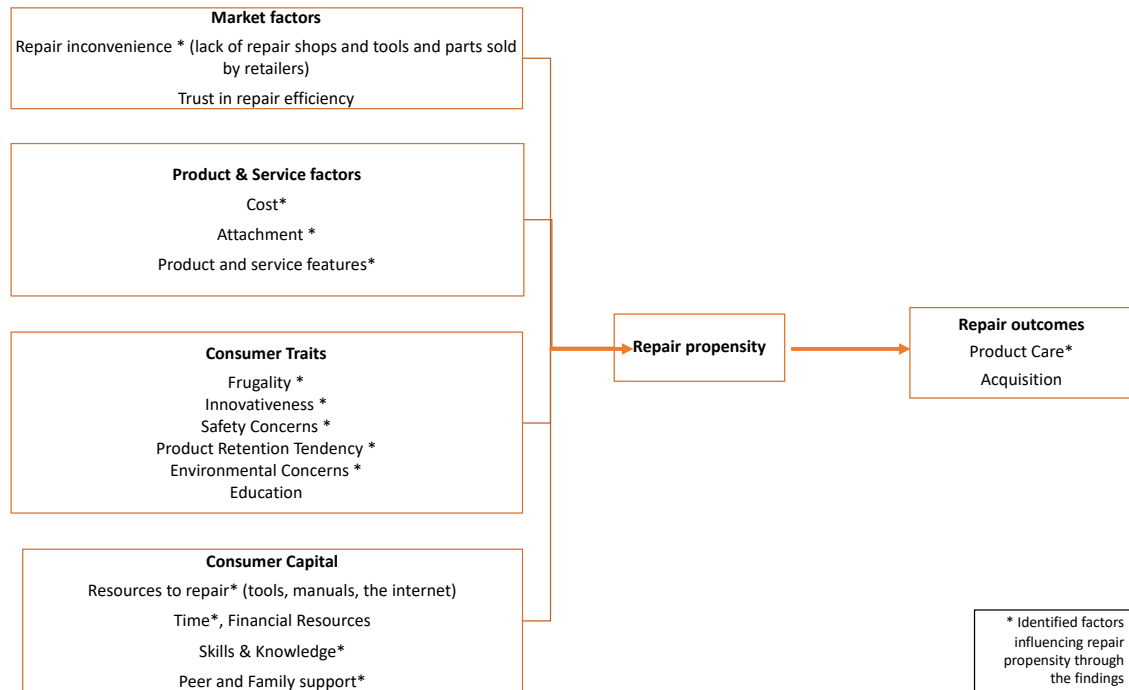 Market factors
Repair inconvenience * (lack of repair shops and tools and parts sold
by retailers)
Trust in repair efficiency
Product & Service factors
Cost*
Attachment *
Product and service features*
Consumer Traits
Frugality *
Innovativeness *
Safety Concerns *
Product Retention Tendency *
Environmental Concerns *
Education
Consumer Capital
Resources to repair* (tools, manuals, the internet)
Time*, Financial Resources
Skills & Knowledge*
Peer and Family support*
Repair propensity
Repair outcomes
Product Care*
Acquisition
* Identified factors
influencing repair
propensity through
the findings